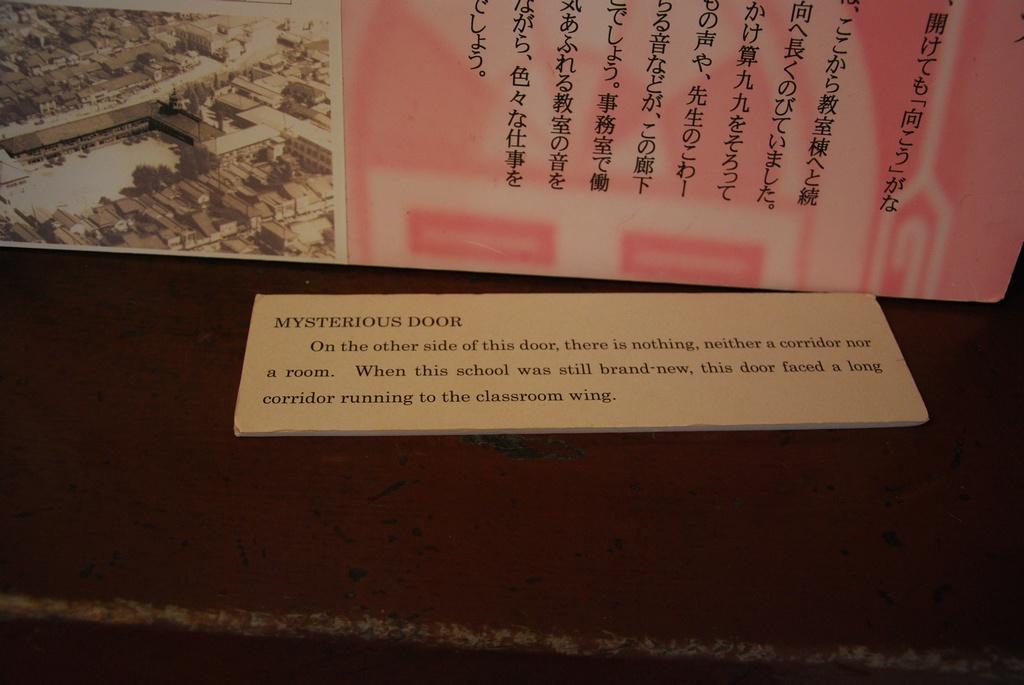 、開けても「向こう」がな
は、ここから教室棟へと続
向へ長くのびていました。
かけ算九九をそろって
もの声や、先生のこわー
ちる音などが、この廊下
でしょう。事務室で働
気あふれる教室の音を
ながら、色々な仕事を
でしょう。
MYSTERIOUS DOOR
On the other side of this door, there is nothing, neither a corridor nor
a room. When this school was still brand-new, this door faced a long
corridor running to the classroom wing.